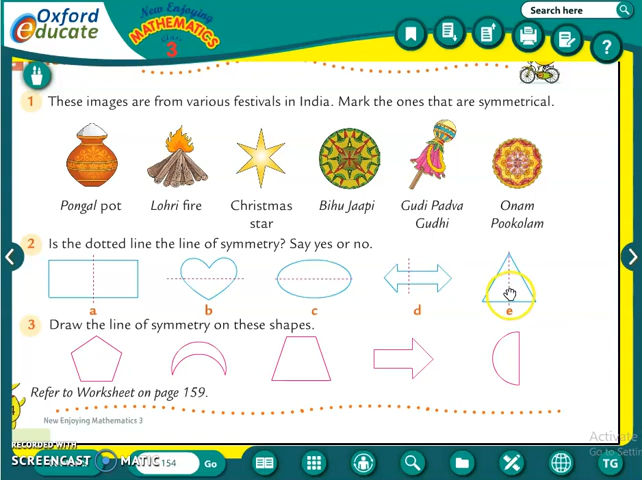 Oxford
educate
New Enjoying
MATHEMATICS
3
Search here
?
1 These images are from various festivals in India. Mark the ones that are symmetrical.
Pongal pot
Lohri fire
Christmas
star
Bihu Jaapi
Gudi Padva
Gudhi
Onam
Pookolam
2 Is the dotted line the line of symmetry? Say yes or no.
a b c d e
3 Draw the line of symmetry on these shapes.
Refer to Worksheet on page 159.
New Enjoying Mathematics 3
Activate
Go to Settin
RECORDED WITH
SCREENCAST MATIC
154 Go
TG